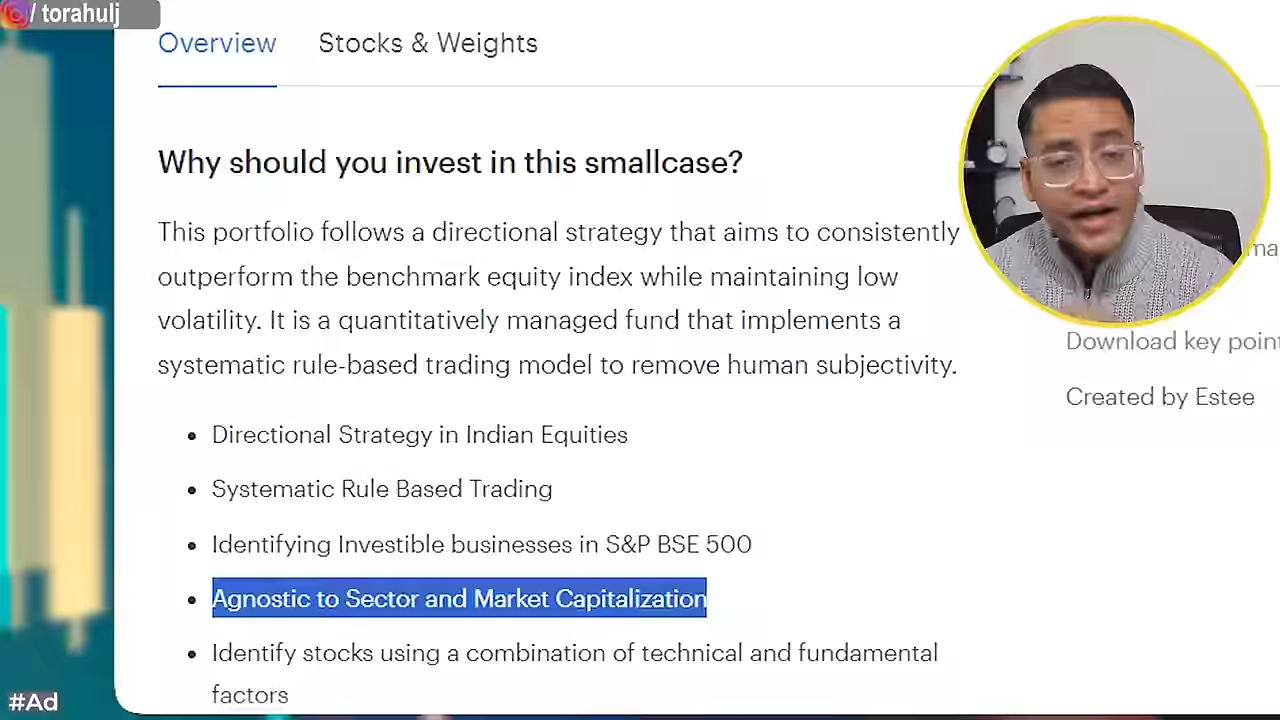 / torahulj
Overview
Stocks & Weights
Why should you invest in this smallcase?
This portfolio follows a directional strategy that aims to consistently
outperform the benchmark equity index while maintaining low
volatility. It is a quantitatively managed fund that implements a
systematic rule-based trading model to remove human subjectivity.
• Directional Strategy in Indian Equities
• Systematic Rule Based Trading
• Identifying Investible businesses in S&P BSE 500
• Agnostic to Sector and Market Capitalization
• Identify stocks using a combination of technical and fundamental
factors
Download key point
Created by Estee
#Ad